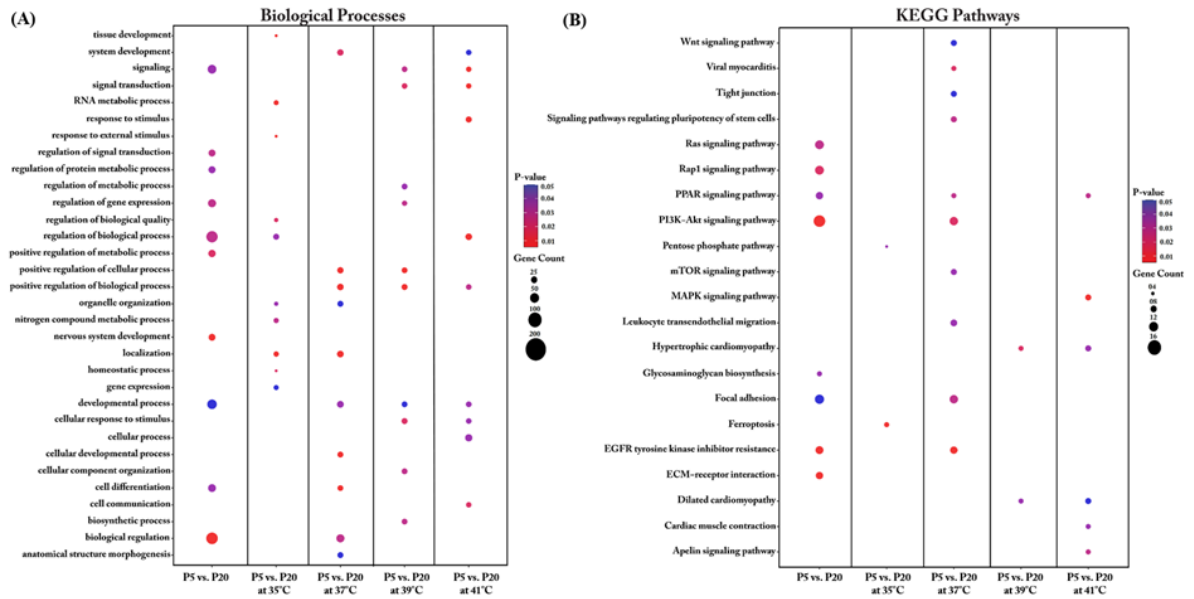 (A)
Biological Processes
tissue development
system development
signaling
signal transduction
RNA metabolic process
response to stimulus
response to external stimulus
regulation of signal transduction
regulation of protein metabolic process
regulation of metabolic process
regulation of gene expression
regulation of biological quality
regulation of biological process
positive regulation of metabolic process
positive regulation of cellular process
positive regulation of biological process
organelle organization
nitrogen compound metabolic process
nervous system development
localization
homeostatic process
gene expression
developmental process
cellular response to stimulus
cellular process
cellular developmental process
cellular component organization
cell differentiation
cell communication
biosynthetic process
biological regulation
anatomical structure morphogenesis
P5 vs. P20
P5 vs. P20
at 35°C
P5 vs. P20
at 37°C
P5 vs. P20
at 39°C
P5 vs. P20
at 41°C
P-value
0.05
0.04
0.03
0.02
0.01
Gene Count
25
50
100
200
(B)
KEGG Pathways
Wnt signaling pathway
Viral myocarditis
Tight junction
Signaling pathways regulating pluripotency of stem cells
Ras signaling pathway
Rap1 signaling pathway
PPAR signaling pathway
PI3K-Akt signaling pathway
Pentose phosphate pathway
mTOR signaling pathway
MAPK signaling pathway
Leukocyte transendothelial migration
Hypertrophic cardiomyopathy
Glycosaminoglycan biosynthesis
Focal adhesion
Ferroptosis
EGFR tyrosine kinase inhibitor resistance
ECM-receptor interaction
Dilated cardiomyopathy
Cardiac muscle contraction
Apelin signaling pathway
P5 vs. P20
P5 vs. P20
at 35°C
P5 vs. P20
at 37°C
P5 vs. P20
at 39°C
P5 vs. P20
at 41°C
P-value
0.05
0.04
0.03
0.02
0.01
Gene Count
04
08
12
16